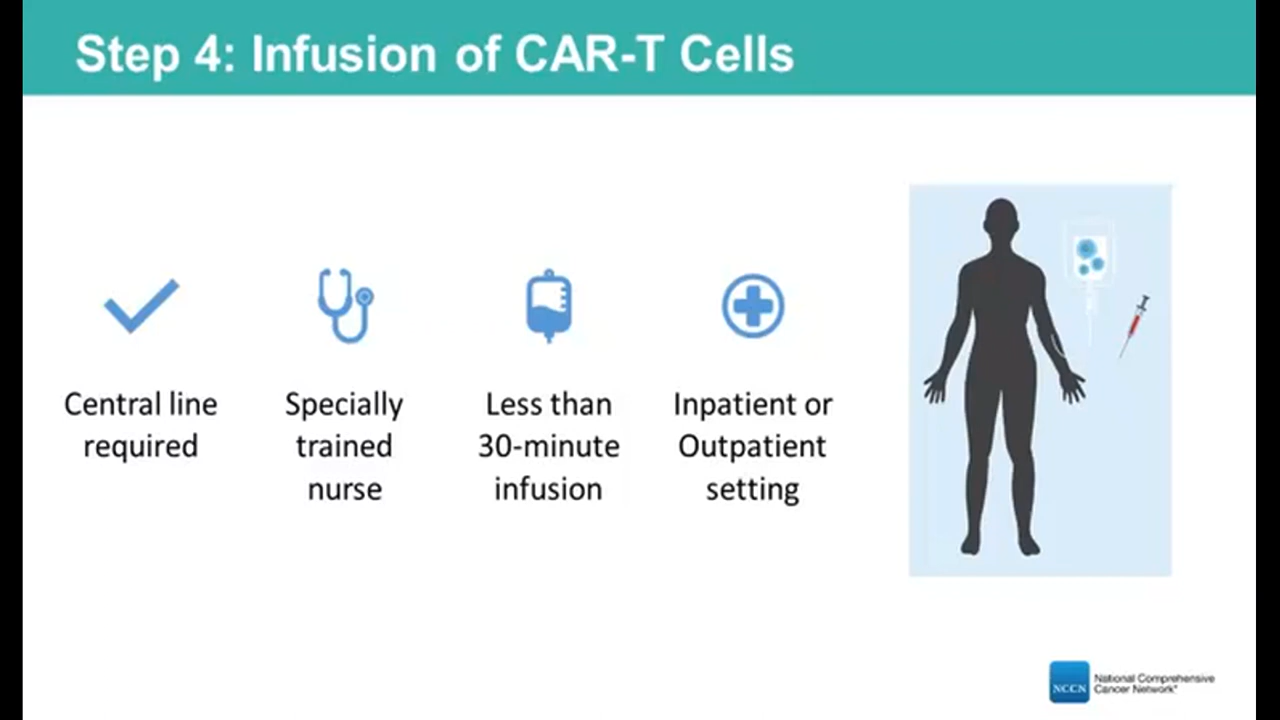 Step 4: Infusion of CAR-T Cells
Central line
required
Specially
trained
nurse
Less than
30-minute
infusion
Inpatient or
Outpatient
setting
NCCN
National Comprehensive
Cancer Network®